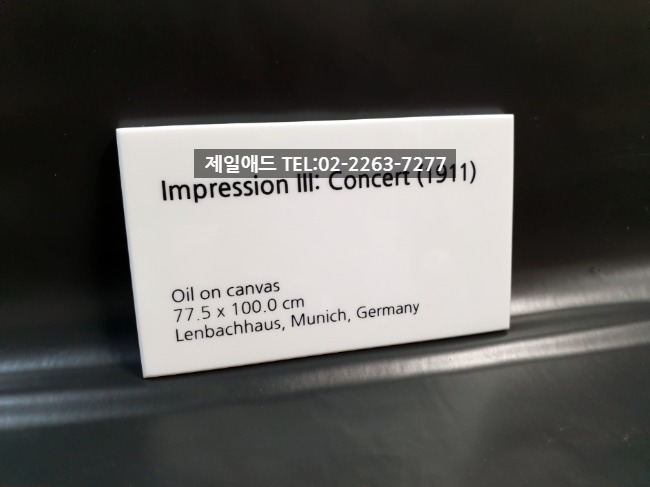 제일애드 TEL:02-2263-7277
Impression III: Concert (1911)
Oil on canvas
77.5 x 100.0 cm
Lenbachhaus, Munich, Germany